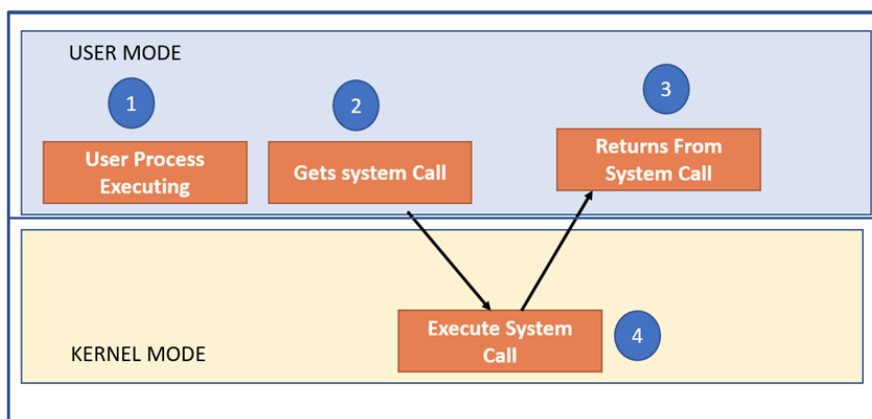 USER MODE
1
2
3
User Process
Executing
Gets system Call
Returns From
System Call
Execute System
Call
4
KERNEL MODE